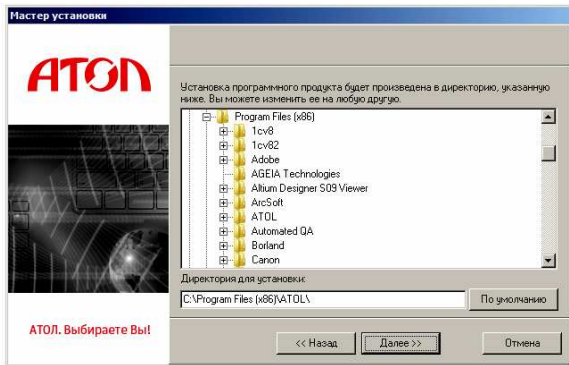 Мастер установки
АТОЛ
Установка программного продукта будет произведена в директорию, указанную
ниже. Вы можете изменить ее на любую другую.
Program Files (x86)
1cv8
1cv82
Adobe
AGEIA Technologies
Altium Designer S09 Viewer
ArcSoft
ATOL
Automated QA
Borland
Canon
Директория для установки:
C:\Program Files (x86)\ATOL\
По умолчанию
АТОЛ. Выбираете Вы!
<< Назад
Далее >>
Отмена